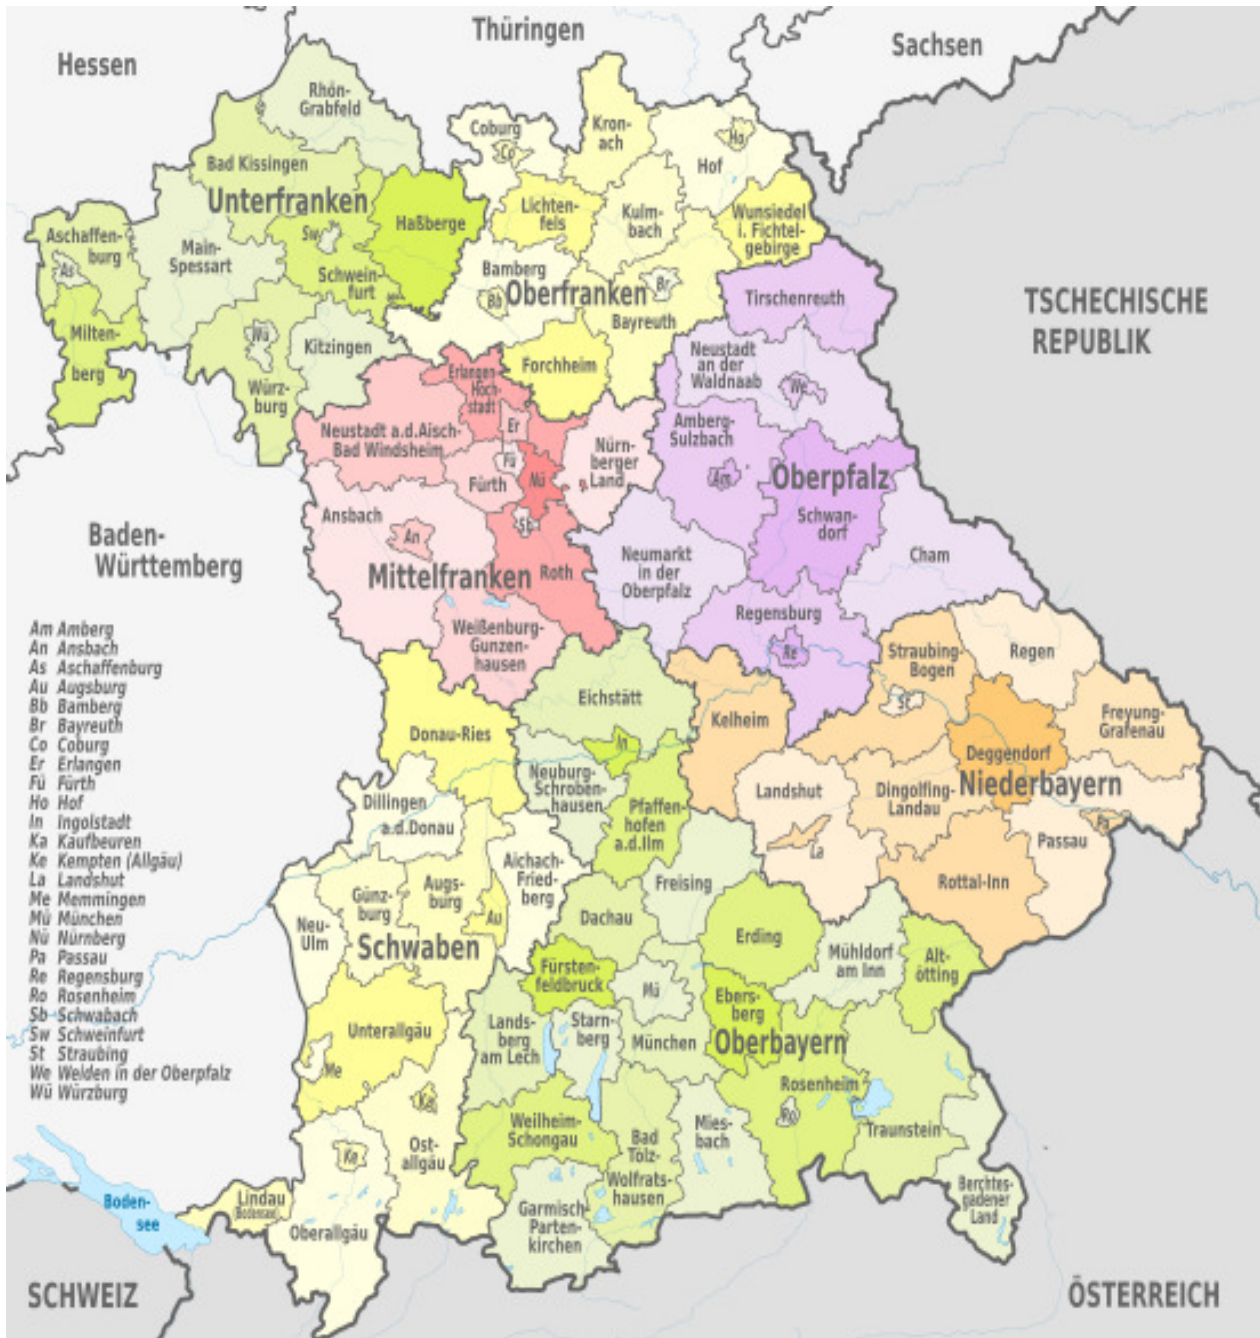 Thüringen
Sachsen
Hessen
Rhön-
Grabfeld
Coburg
Co
Kron-
ach
Ho
Hof
Bad Kissingen
Unterfranken
Haßberge
Lichten-
fels
Kulm-
bach
Wunsiedel
i. Fichtel-
gebirge
Aschaffen-
burg
As
Main-
Spessart
Sw
Schwein-
furt
Bamberg
Bb
Oberfranken
Br
Bayreuth
Tirschenreuth
TSCHECHISCHE
REPUBLIK
Milten-
berg
Wü
Würz-
burg
Kitzingen
Forchheim
Neustadt
an der
Waldnaab
We
Erlangen-
Höch-
stadt
Er
Neustadt a.d.Aisch-
Bad Windsheim
Fü
Fürth
Nü
Nürn-
berger
Land
Amberg-
Sulzbach
Am
Oberpfalz
Schwan-
dorf
Cham
Ansbach
An
Sb
Mittelfranken
Roth
Neumarkt
in der
Oberpfalz
Baden-
Württemberg
Weißenburg-
Gunzen-
hausen
Regensburg
Re
Straubing-
Bogen
St
Regen
Am Amberg
An Ansbach
As Aschaffenburg
Au Augsburg
Bb Bamberg
Br Bayreuth
Co Coburg
Er Erlangen
Fü Fürth
Ho Hof
In Ingolstadt
Ka Kaufbeuren
Ke Kempten (Allgäu)
La Landshut
Me Memmingen
Mü München
Nü Nürnberg
Pa Passau
Re Regensburg
Ro Rosenheim
Sb Schwabach
Sw Schweinfurt
St Straubing
We Weiden in der Oberpfalz
Wü Würzburg
Eichstätt
In
Kelheim
Donau-Ries
Freyung-
Grafenau
Deggendorf
Niederbayern
Neuburg-
Schroben-
hausen
Pfaffen-
hofen
a.d.Ilm
Landshut
La
Dingolfing-
Landau
Pa
Passau
Dillingen
a.d.Donau
Aichach-
Fried-
berg
Freising
Rottal-Inn
Günz-
burg
Augs-
burg
Au
Neu-
Ulm
Schwaben
Dachau
Erding
Mühldorf
am Inn
Alt-
ötting
Fürsten-
feldbruck
Mü
Ebers-
berg
Unterallgäu
Me
Lands-
berg
am Lech
Starn-
berg
München
Oberbayern
Rosenheim
Ro
Traunstein
Ka
Ost-
allgäu
Weilheim-
Schongau
Bad
Tölz-
Wolfrats-
hausen
Mies-
bach
Ke
Lindau
(Bodensee)
Oberallgäu
Garmisch-
Parten-
kirchen
Berchtes-
gadener
Land
Boden-
see
SCHWEIZ
ÖSTERREICH